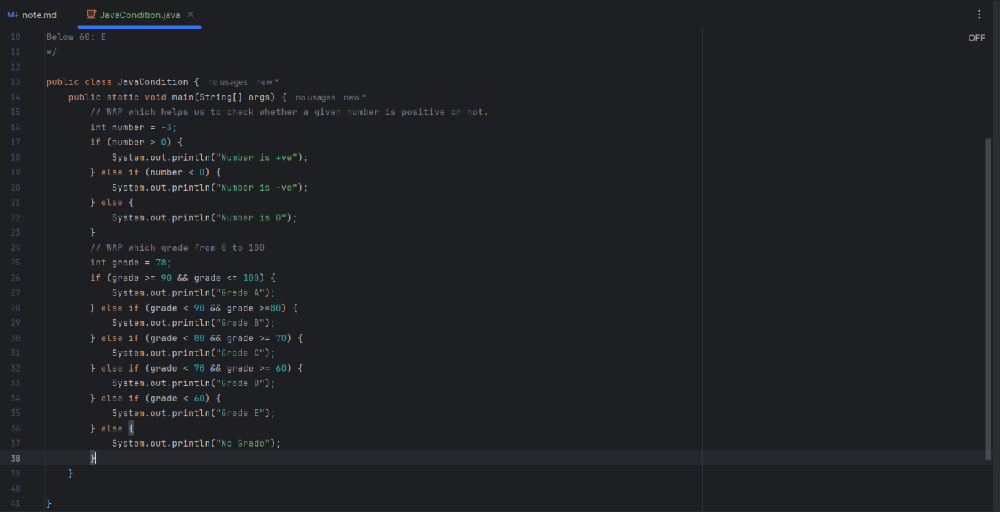 M↓ note.md JavaCondition.java ×
OFF
10 Below 60: E
11 */
12
13 public class JavaCondition { no usages new *
14     public static void main(String[] args) { no usages new *
15         // WAP which helps us to check whether a given number is positive or not.
16         int number = -3;
17         if (number > 0) {
18             System.out.println("Number is +ve");
19         } else if (number < 0) {
20             System.out.println("Number is -ve");
21         } else {
22             System.out.println("Number is 0");
23         }
24         // WAP which grade from 0 to 100
25         int grade = 78;
26         if (grade >= 90 && grade <= 100) {
27             System.out.println("Grade A");
28         } else if (grade < 90 && grade >=80) {
29             System.out.println("Grade B");
30         } else if (grade < 80 && grade >= 70) {
31             System.out.println("Grade C");
32         } else if (grade < 70 && grade >= 60) {
33             System.out.println("Grade D");
34         } else if (grade < 60) {
35             System.out.println("Grade E");
36         } else {
37             System.out.println("No Grade");
38         }
39     }
40
41 }